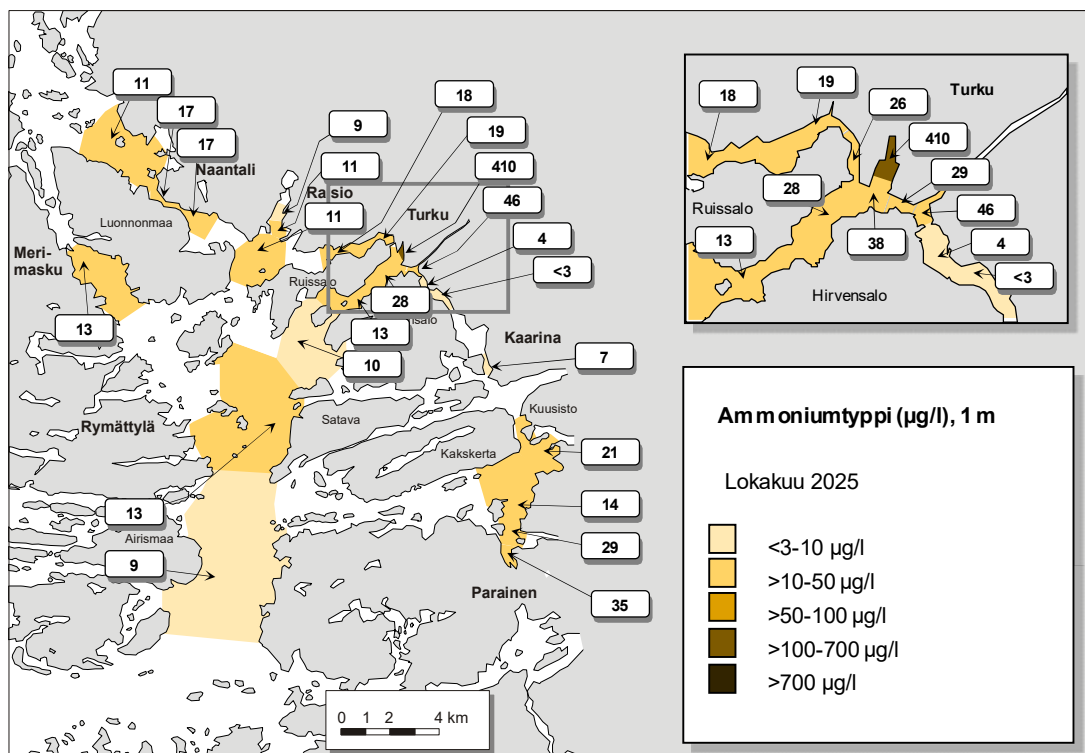 11
17
17
Naantali
9
11
Raisio
11
18
19
410
Turku
46
4
<3
Luonnonmaa
Meri-
masku
13
Ruissalo
28
salo
13
10
Kaarina
7
Rymättylä
Satava
Kuusisto
Kakskerta
21
14
29
13
Airismaa
9
Parainen
35
0 1 2 4 km
18
19
26
Turku
410
29
28
Ruissalo
46
13
38
4
<3
Hirvensalo
Ammoniumtyppi (µg/l), 1 m
Lokakuu 2025
<3-10 µg/l
>10-50 µg/l
>50-100 µg/l
>100-700 µg/l
>700 µg/l